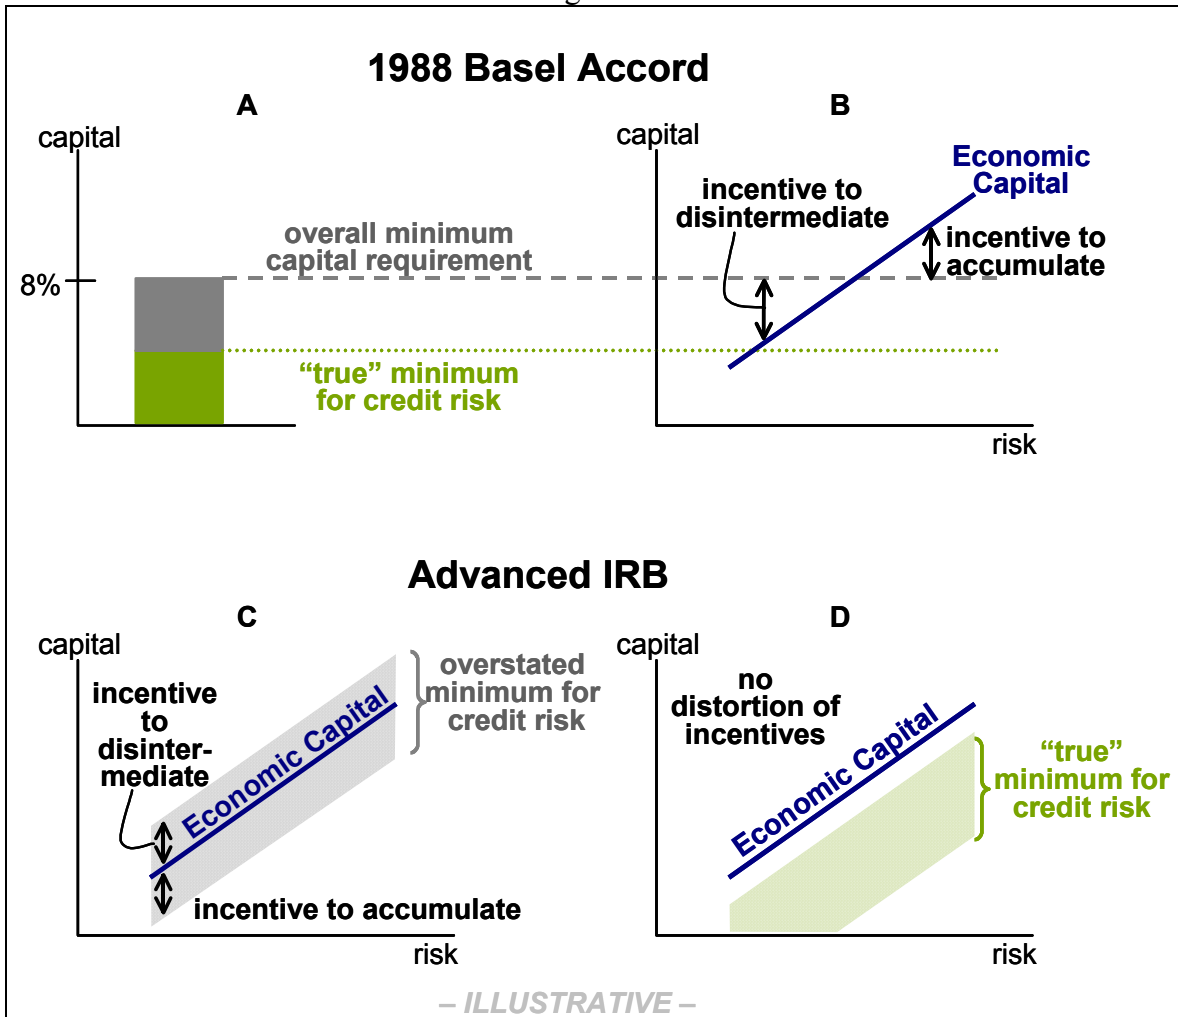 1988 Basel Accord
A
capital
8%
overall minimum
capital requirement
“true” minimum
for credit risk
B
capital
incentive to
disintermediate
Economic
Capital
incentive to
accumulate
risk
Advanced IRB
C
capital
incentive
to
disinter-
mediate
Economic Capital
overstated
minimum for
credit risk
incentive to accumulate
risk
D
capital
no
distortion of
incentives
Economic Capital
“true”
minimum for
credit risk
risk
– ILLUSTRATIVE –